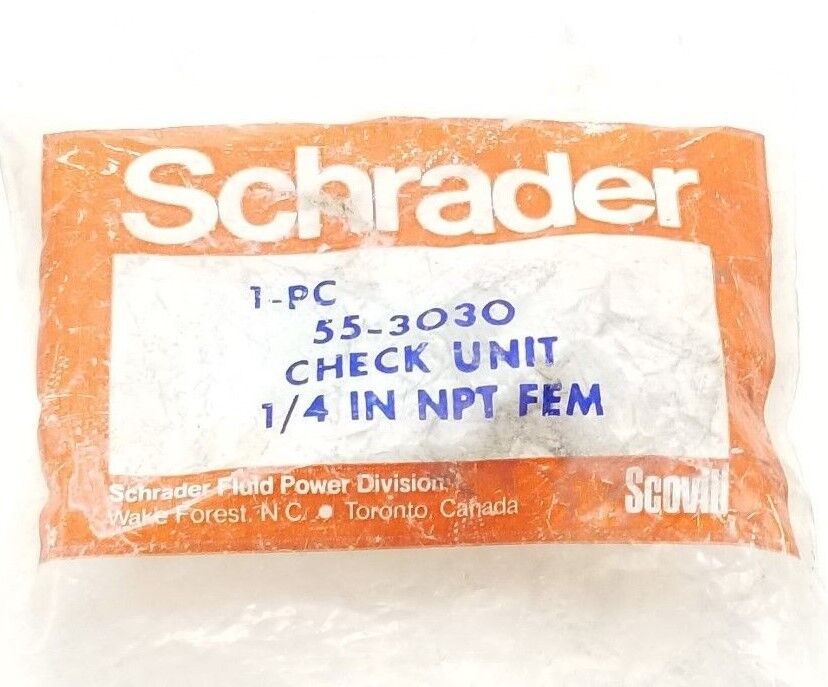 Schrader
1-PC
55-3030
CHECK UNIT
1/4 IN NPT FEM
Schrader Fluid Power Division
Wake Forest, N.C. ● Toronto, Canada
Scovill